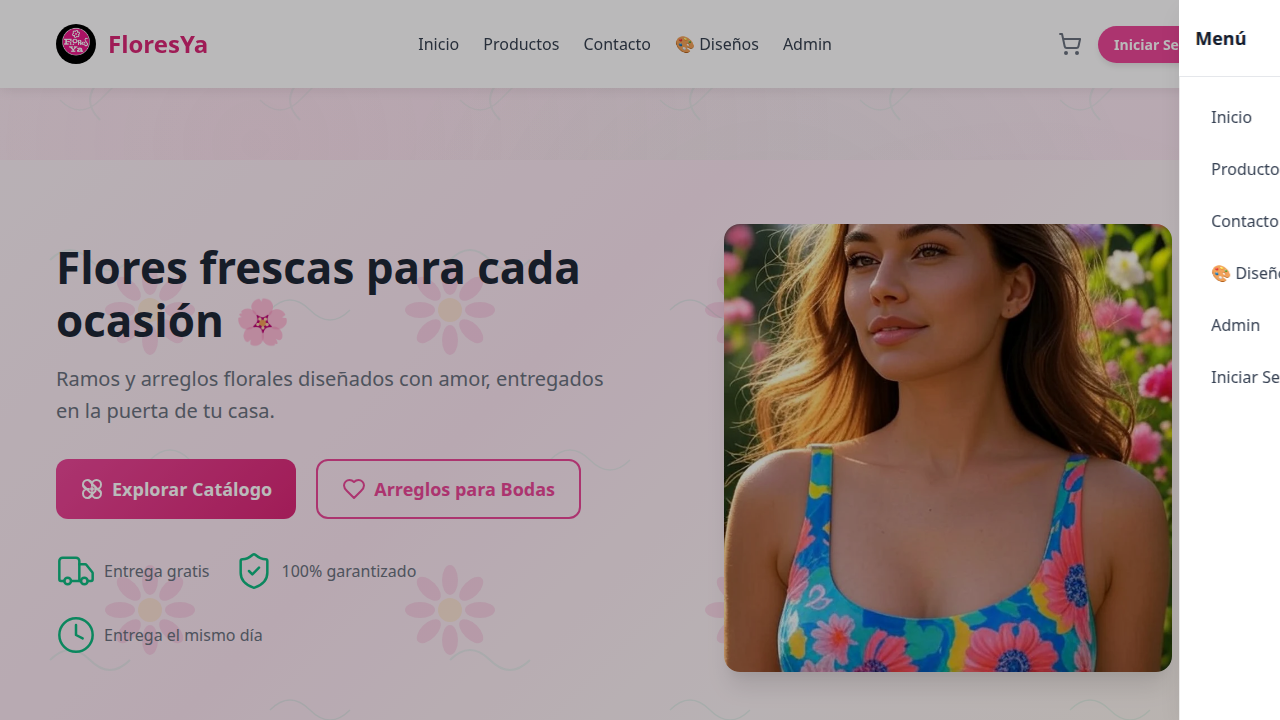 FloresYa
FloresYa
Inicio
Productos
Contacto
🎨 Diseños
Admin
Iniciar Se
Menú
Inicio
Producto
Contacto
🎨 Diseñ
Admin
Iniciar Se
Flores frescas para cada
ocasión 🌸
Ramos y arreglos florales diseñados con amor, entregados
en la puerta de tu casa.
Explorar Catálogo
Arreglos para Bodas
Entrega gratis
100% garantizado
Entrega el mismo día